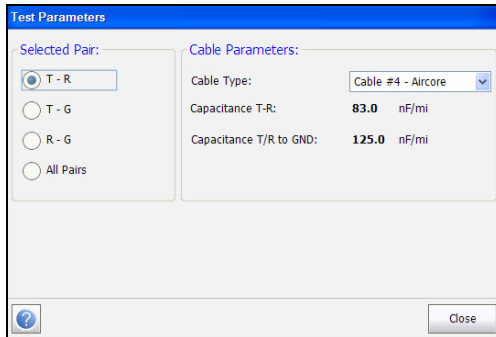 Test Parameters
Selected Pair:
T - R
T - G
R - G
All Pairs
Cable Parameters:
Cable Type: Cable #4 - Aircore
Capacitance T-R: 83.0 nF/mi
Capacitance T/R to GND: 125.0 nF/mi
?
Close